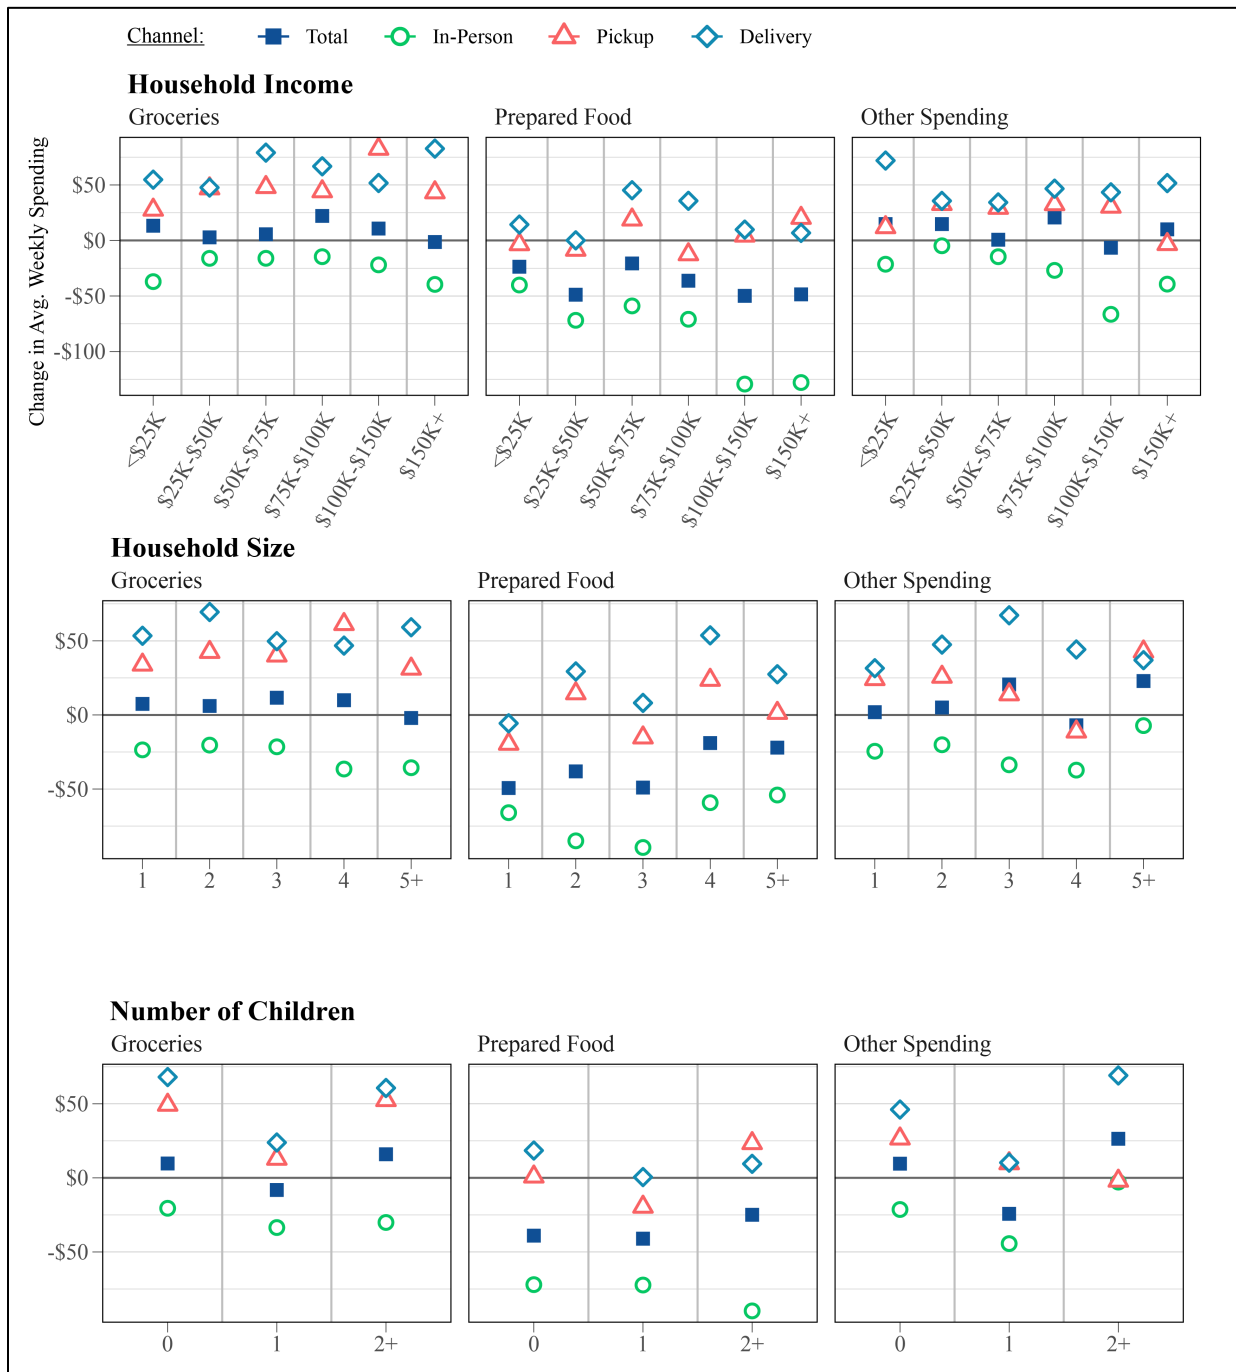 Channel: Total In-Person Pickup Delivery
Household Income
Groceries Prepared Food Other Spending
Change in Avg. Weekly Spending
$50
$0
-$50
-$100
<$25K $25K-$50K $50K-$75K $75K-$100K $100K-$150K $150K+ <$25K $25K-$50K $50K-$75K $75K-$100K $100K-$150K $150K+ <$25K $25K-$50K $50K-$75K $75K-$100K $100K-$150K $150K+
Household Size
Groceries Prepared Food Other Spending
$50
$0
-$50
1 2 3 4 5+ 1 2 3 4 5+ 1 2 3 4 5+
Number of Children
Groceries Prepared Food Other Spending
$50
$0
-$50
0 1 2+ 0 1 2+ 0 1 2+